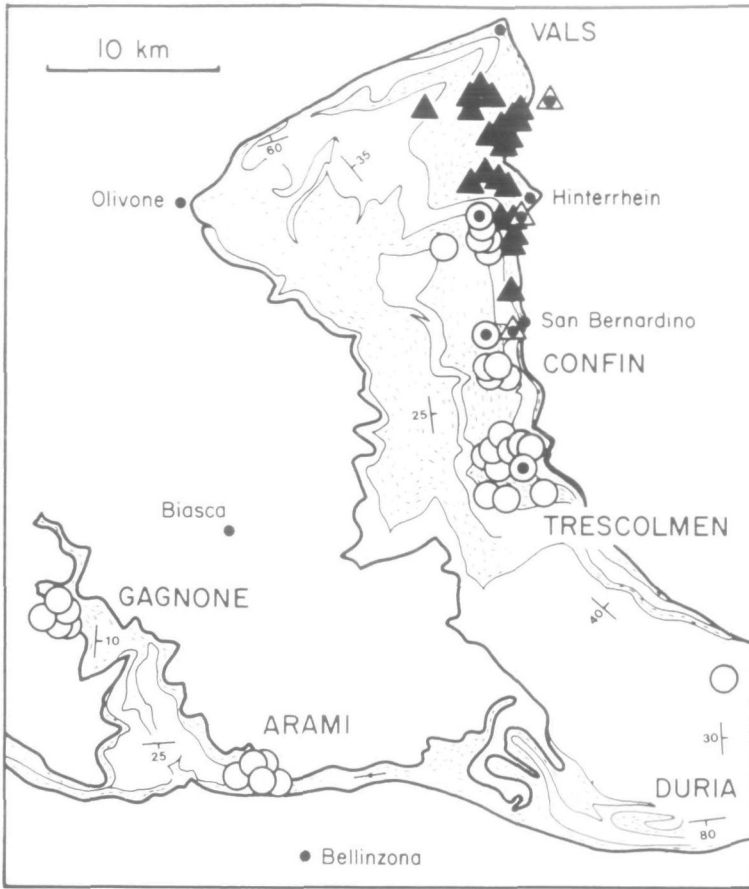 10 km
VALS
80
35
Olivone
Hinterrhein
San Bernardino
CONFIN
25
Biasca
TRESCOLMEN
GAGNONE
40
10
ARAMI
30
25
DURIA
80
Bellinzona